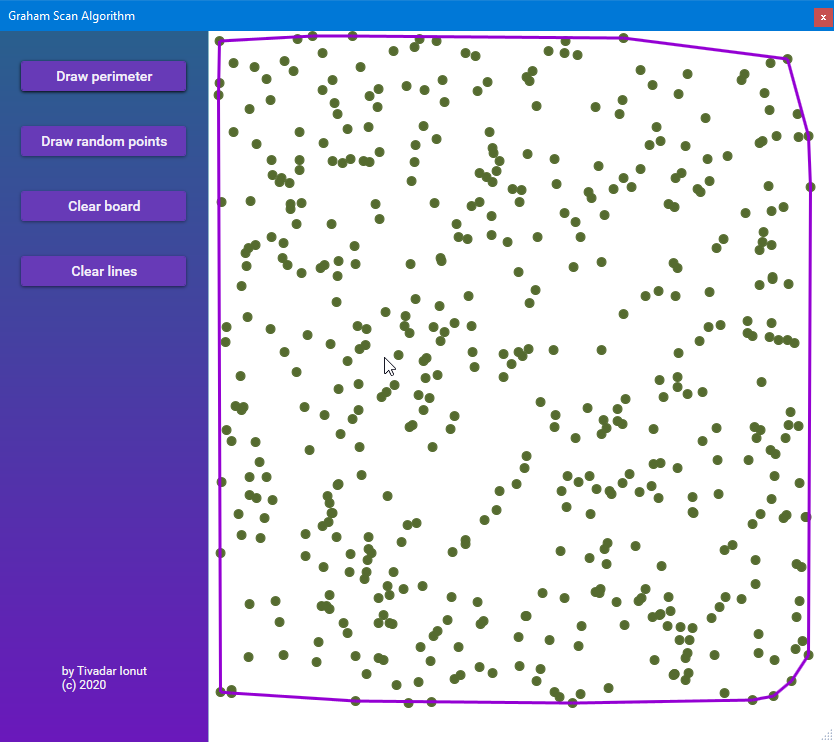 Graham Scan Algorithm
x
Draw perimeter
Draw random points
Clear board
Clear lines
by Tivadar Ionut
(c) 2020